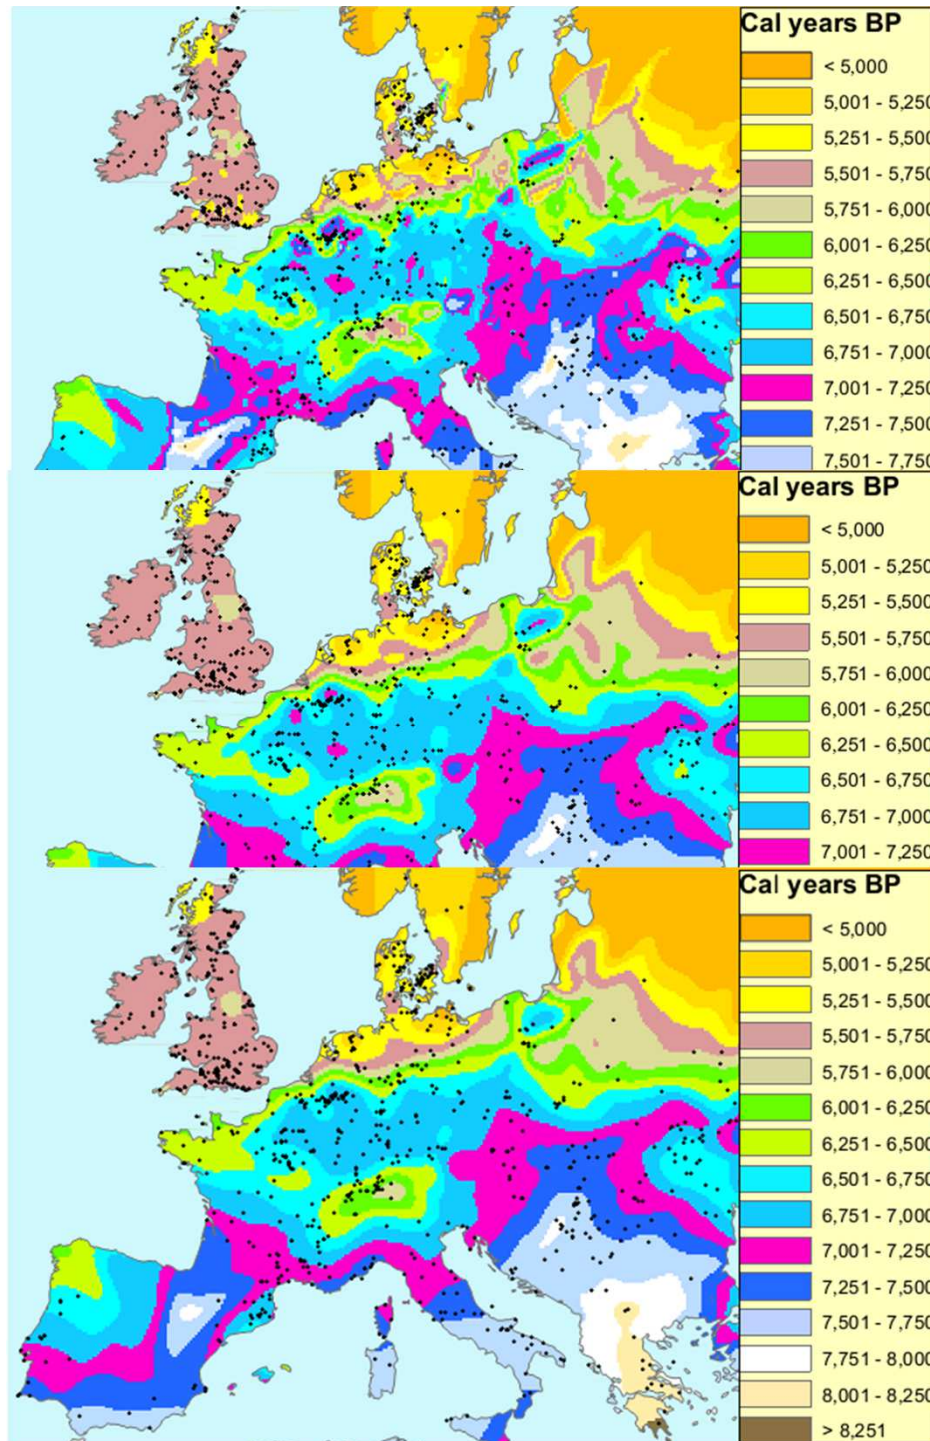 Cal years BP
< 5,000
5,001 - 5,250
5,251 - 5,500
5,501 - 5,750
5,751 - 6,000
6,001 - 6,250
6,251 - 6,500
6,501 - 6,750
6,751 - 7,000
7,001 - 7,250
7,251 - 7,500
7,501 - 7,750
Cal years BP
< 5,000
5,001 - 5,250
5,251 - 5,500
5,501 - 5,750
5,751 - 6,000
6,001 - 6,250
6,251 - 6,500
6,501 - 6,750
6,751 - 7,000
7,001 - 7,250
Cal years BP
< 5,000
5,001 - 5,250
5,251 - 5,500
5,501 - 5,750
5,751 - 6,000
6,001 - 6,250
6,251 - 6,500
6,501 - 6,750
6,751 - 7,000
7,001 - 7,250
7,251 - 7,500
7,501 - 7,750
7,751 - 8,000
8,001 - 8,250
> 8,251